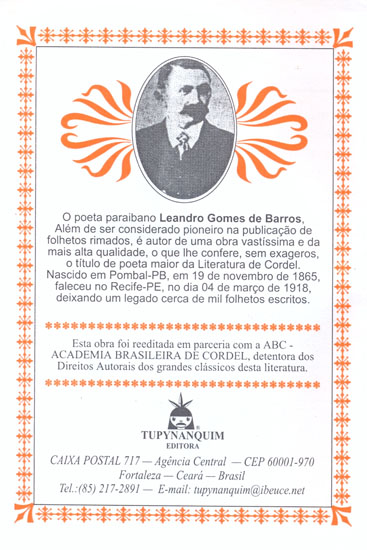 O poeta paraibano Leandro Gomes de Barros,
Além de ser considerado pioneiro na publicação de
folhetos rimados, é autor de uma obra vastíssima e da
mais alta qualidade, o que lhe confere, sem exageros,
o título de poeta maior da Literatura de Cordel.
Nascido em Pombal-PB, em 19 de novembro de 1865,
faleceu no Recife-PE, no dia 04 de março de 1918,
deixando um legado cerca de mil folhetos escritos.
Esta obra foi reeditada em parceria com a ABC -
ACADEMIA BRASILEIRA DE CORDEL, detentora dos
Direitos Autorais dos grandes clássicos desta literatura.
®
TUPYNANQUIM
EDITORA
CAIXA POSTAL 717 — Agência Central — CEP 60001-970
Fortaleza — Ceará — Brasil
Tel.:(85) 217-2891 — E-mail: tupynanquim@ibeuce.net